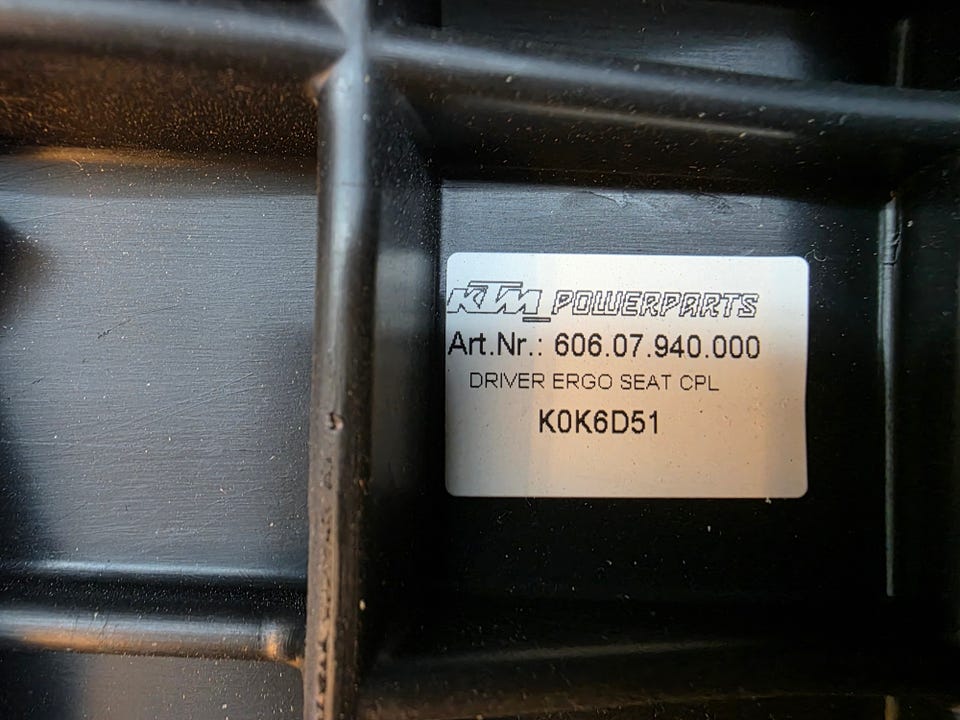 KTM POWERPARTS
Art.Nr.: 606.07.940.000
DRIVER ERGO SEAT CPL
K0K6D51